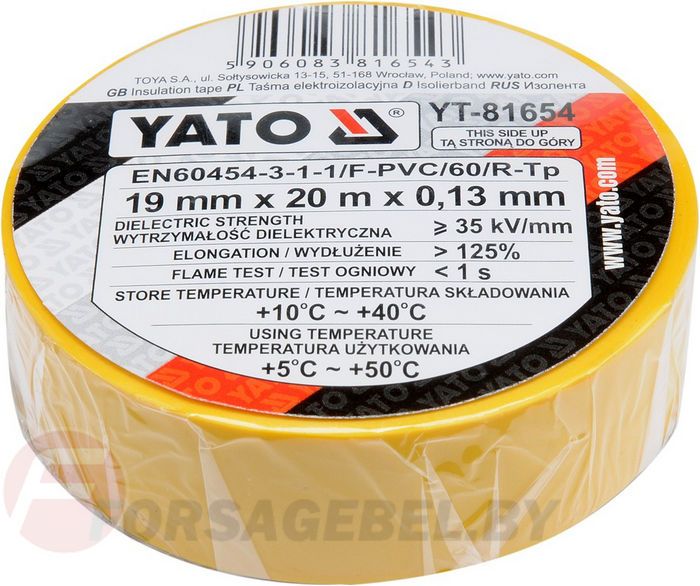 5 906083 816543
TOYA S.A., ul. Sołtysowicka 13-15, 51-168 Wrocław, Poland; www.yato.com
GB Insulation tape PL Taśma elektroizolacyjna D Isolierband RUS Изолента
YATO ® YT-81654
THIS SIDE UP
TĄ STRONĄ DO GÓRY
EN60454-3-1-1/F-PVC/60/R-Tp
19 mm x 20 m x 0,13 mm
DIELECTRIC STRENGTH
WYTRZYMAŁOŚĆ DIELEKTRYCZNA ⩾ 35 kV/mm
ELONGATION / WYDŁUŻENIE > 125%
FLAME TEST / TEST OGNIOWY < 1 s
STORE TEMPERATURE / TEMPERATURA SKŁADOWANIA
+10°C ~ +40°C
USING TEMPERATURE
TEMPERATURA UŻYTKOWANIA
+5°C ~ +50°C
www.yato.com
FORSAGEBEL.BY